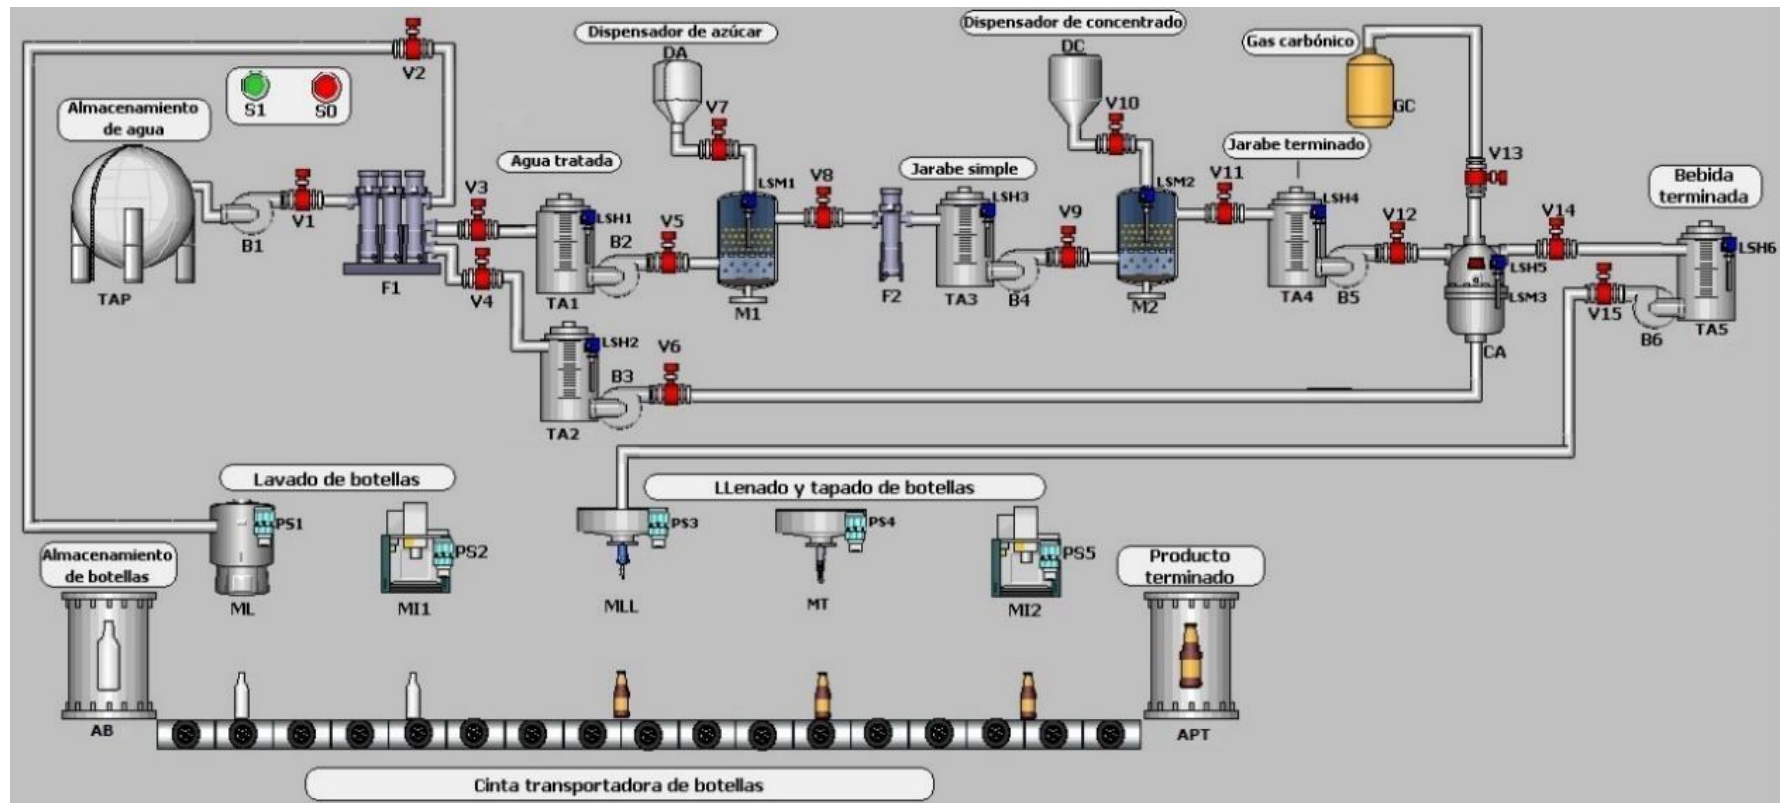 Dispensador de azúcar
DA
Dispensador de concentrado
DC
Gas carbónico
GC
V2
S1
S0
Almacenamiento
de agua
TAP
B1
V1
F1
V3
V4
Agua tratada
LSH1
TA1
B2
V5
V7
LSM1
M1
V8
F2
Jarabe simple
LSH3
TA3
B4
V9
V10
LSM2
M2
V11
Jarabe terminado
LSH4
TA4
B5
V12
V13
V14
LSH5
LSM3
CA
Bebida
terminada
LSH6
TA5
V15
B6
LSH2
TA2
B3
V6
Lavado de botellas
LLenado y tapado de botellas
PS1
ML
PS2
MI1
PS3
MLL
PS4
MT
PS5
MI2
Almacenamiento
de botellas
AB
Producto
terminado
APT
Cinta transportadora de botellas